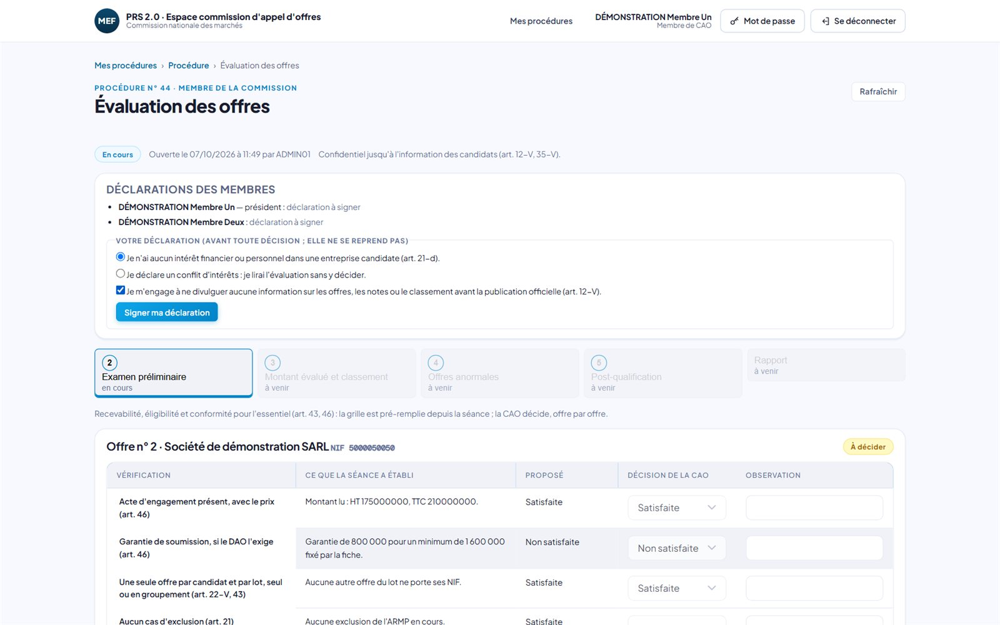 MEF
PRS 2.0 · Espace commission d'appel d'offres
Commission nationale des marchés
Mes procédures
DÉMONSTRATION Membre Un
Membre de CAO
Mot de passe
Se déconnecter
Mes procédures › Procédure › Évaluation des offres
PROCÉDURE N° 44 · MEMBRE DE LA COMMISSION
Évaluation des offres
Rafraîchir
En cours
Ouverte le 07/10/2026 à 11:49 par ADMIN01
Confidentiel jusqu'à l'information des candidats (art. 12-V, 35-V).
DÉCLARATIONS DES MEMBRES
• DÉMONSTRATION Membre Un — président : déclaration à signer
• DÉMONSTRATION Membre Deux : déclaration à signer
VOTRE DÉCLARATION (AVANT TOUTE DÉCISION ; ELLE NE SE REPREND PAS)
Je n'ai aucun intérêt financier ou personnel dans une entreprise candidate (art. 21-d).
Je déclare un conflit d'intérêts : je lirai l'évaluation sans y décider.
Je m'engage à ne divulguer aucune information sur les offres, les notes ou le classement avant la publication officielle (art. 12-V).
Signer ma déclaration
2
Examen préliminaire
en cours
3
Montant évalué et classement
à venir
4
Offres anormales
à venir
5
Post-qualification
à venir
Rapport
à venir
Recevabilité, éligibilité et conformité pour l'essentiel (art. 43, 46) : la grille est pré-remplie depuis la séance ; la CAO décide, offre par offre.
Offre n° 2 · Société de démonstration SARL NIF 5000050050
À décider
VÉRIFICATION
CE QUE LA SÉANCE A ÉTABLI
PROPOSÉ
DÉCISION DE LA CAO
OBSERVATION
Acte d'engagement présent, avec le prix
(art. 46)
Montant lu : HT 175000000, TTC 210000000.
Satisfaite
Satisfaite
Garantie de soumission, si le DAO l'exige
(art. 46)
Garantie de 800 000 pour un minimum de 1 600 000
fixé par la fiche.
Non satisfaite
Non satisfaite
Une seule offre par candidat et par lot, seul
ou en groupement (art. 22-V, 43)
Aucune autre offre du lot ne porte ses NIF.
Satisfaite
Satisfaite
Aucun cas d'exclusion (art. 21)
Aucune exclusion de l'ARMP en cours.
Satisfaite